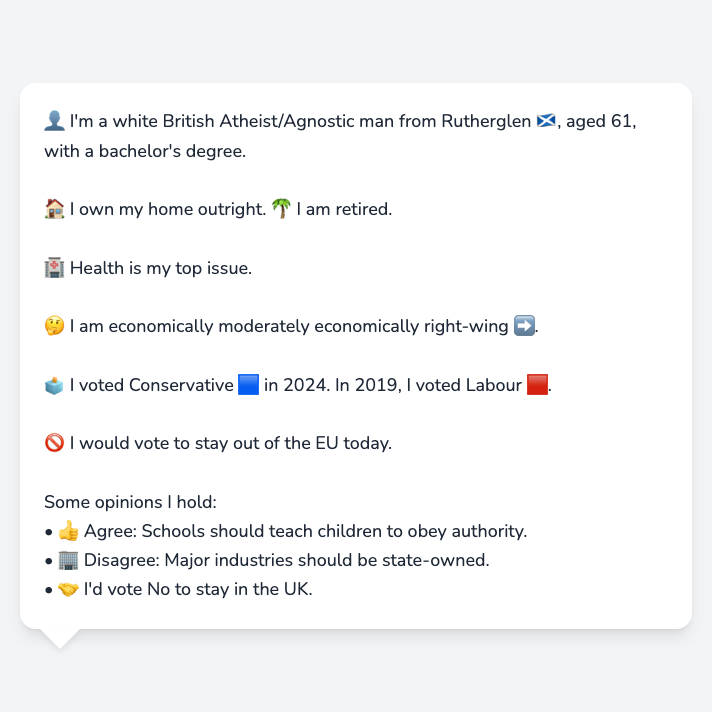 👤 I'm a white British Atheist/Agnostic man from Rutherglen 🏴󠁧󠁢󠁳󠁣󠁴󠁿, aged 61,
with a bachelor's degree.
🏠 I own my home outright. 🌴 I am retired.
🏥 Health is my top issue.
🤔 I am economically moderately economically right-wing ➡️.
🗳️ I voted Conservative 🟦 in 2024. In 2019, I voted Labour 🟥.
🚫 I would vote to stay out of the EU today.
Some opinions I hold:
• 👍 Agree: Schools should teach children to obey authority.
• 🏢 Disagree: Major industries should be state-owned.
• 🤝 I'd vote No to stay in the UK.